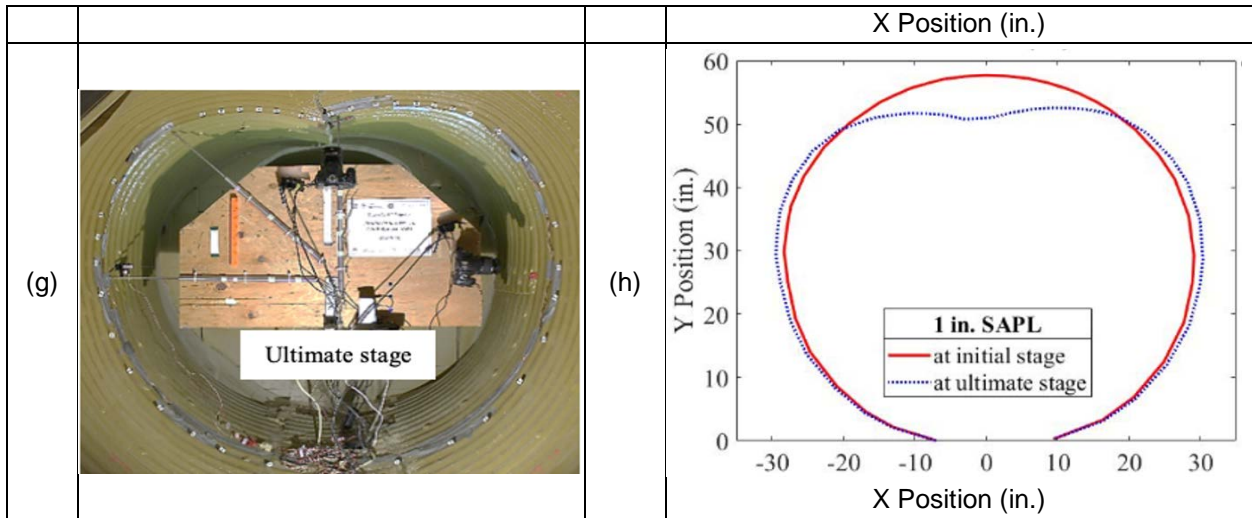 X Position (in.)
(g)
Ultimate stage
(h)
Y Position (in.)
60
50
40
30
20
10
0
1 in. SAPL
at initial stage
at ultimate stage
-30 -20 -10 0 10 20 30
X Position (in.)